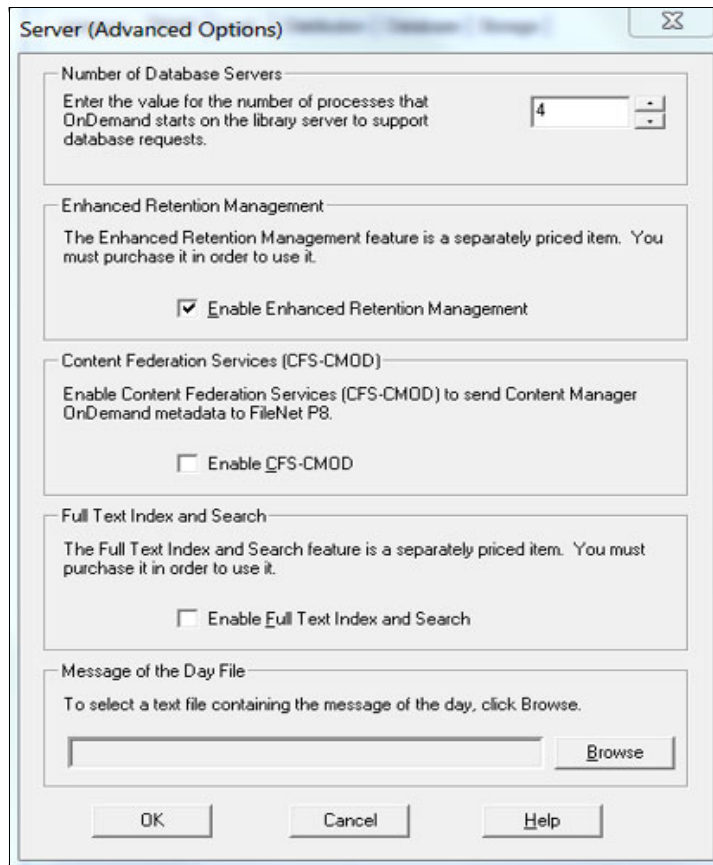 Server (Advanced Options)
Number of Database Servers
Enter the value for the number of processes that
OnDemand starts on the library server to support
database requests.
4
Enhanced Retention Management
The Enhanced Retention Management feature is a separately priced item. You
must purchase it in order to use it.
Enable Enhanced Retention Management
Content Federation Services (CFS-CMOD)
Enable Content Federation Services (CFS-CMOD) to send Content Manager
OnDemand metadata to FileNet P8.
Enable CFS-CMOD
Full Text Index and Search
The Full Text Index and Search feature is a separately priced item. You must
purchase it in order to use it.
Enable Full Text Index and Search
Message of the Day File
To select a text file containing the message of the day, click Browse.
Browse
OK Cancel Help